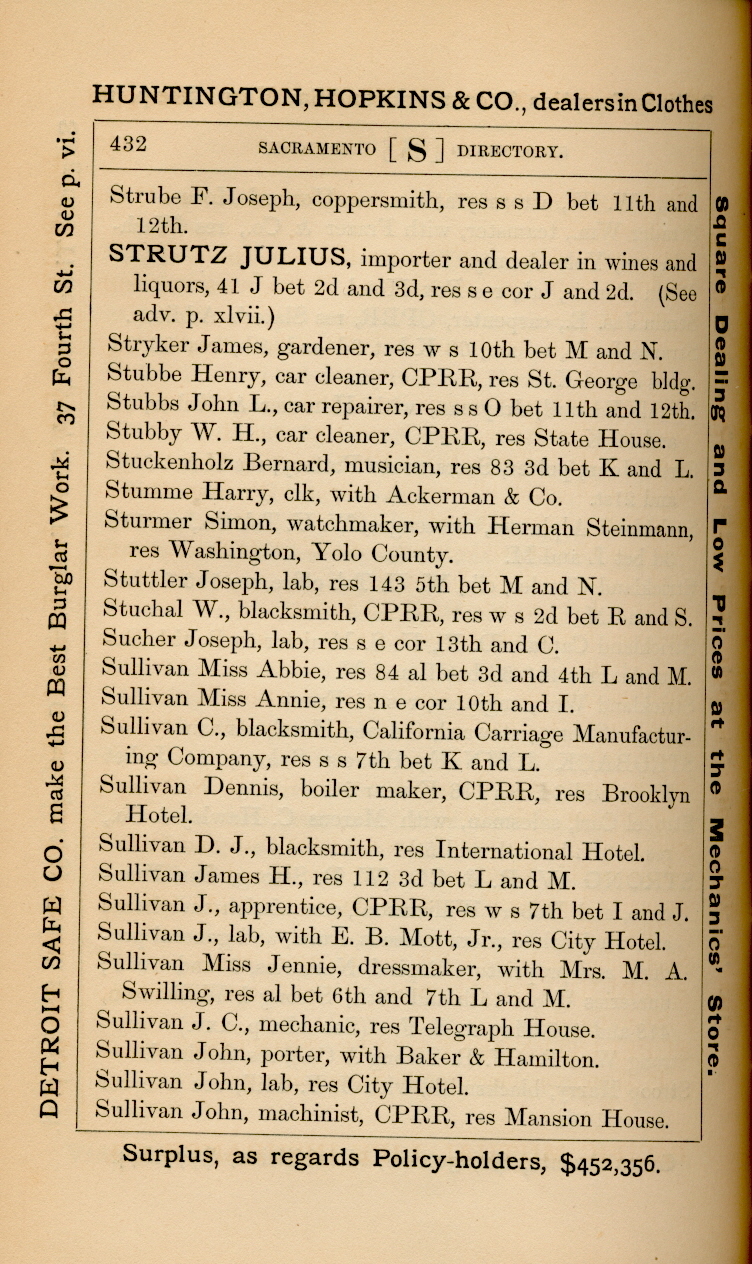 HUNTINGTON, HOPKINS & CO., dealers in Clothes
432 SACRAMENTO [ S ] DIRECTORY.
Strube F. Joseph, coppersmith, res s s D bet 11th and
12th.
STRUTZ JULIUS, importer and dealer in wines and
liquors, 41 J bet 2d and 3d, res s e cor J and 2d. (See
adv. p. xlvii.)
Stryker James, gardener, res w s 10th bet M and N.
Stubbe Henry, car cleaner, CPRR, res St. George bldg.
Stubbs John L., car repairer, res s s O bet 11th and 12th.
Stubby W. H., car cleaner, CPRR, res State House.
Stuckenholz Bernard, musician, res 83 3d bet K and L.
Stumme Harry, clk, with Ackerman & Co.
Sturmer Simon, watchmaker, with Herman Steinmann,
res Washington, Yolo County.
Stuttler Joseph, lab, res 143 5th bet M and N.
Stuchal W., blacksmith, CPRR, res w s 2d bet R and S.
Sucher Joseph, lab, res s e cor 13th and C.
Sullivan Miss Abbie, res 84 al bet 3d and 4th L and M.
Sullivan Miss Annie, res n e cor 10th and I.
Sullivan C., blacksmith, California Carriage Manufactur-
ing Company, res s s 7th bet K and L.
Sullivan Dennis, boiler maker, CPRR, res Brooklyn
Hotel.
Sullivan D. J., blacksmith, res International Hotel.
Sullivan James H., res 112 3d bet L and M.
Sullivan J., apprentice, CPRR, res w s 7th bet I and J.
Sullivan J., lab, with E. B. Mott, Jr., res City Hotel.
Sullivan Miss Jennie, dressmaker, with Mrs. M. A.
Swilling, res al bet 6th and 7th L and M.
Sullivan J. C., mechanic, res Telegraph House.
Sullivan John, porter, with Baker & Hamilton.
Sullivan John, lab, res City Hotel.
Sullivan John, machinist, CPRR, res Mansion House.
Surplus, as regards Policy-holders, $452,356.
DETROIT SAFE CO. make the Best Burglar Work. 37 Fourth St. See p. vi.
Square Dealing and Low Prices at the Mechanics' Store.